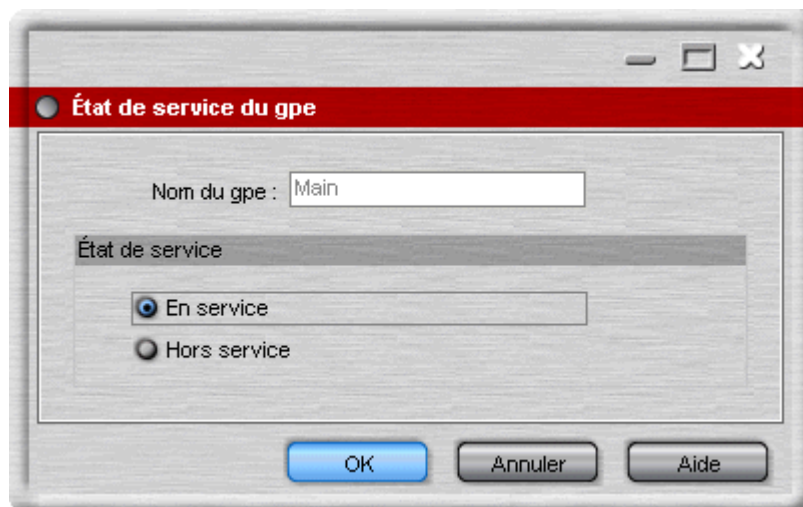 État de service du gpe
Nom du gpe : Main
État de service
En service
Hors service
OK Annuler Aide